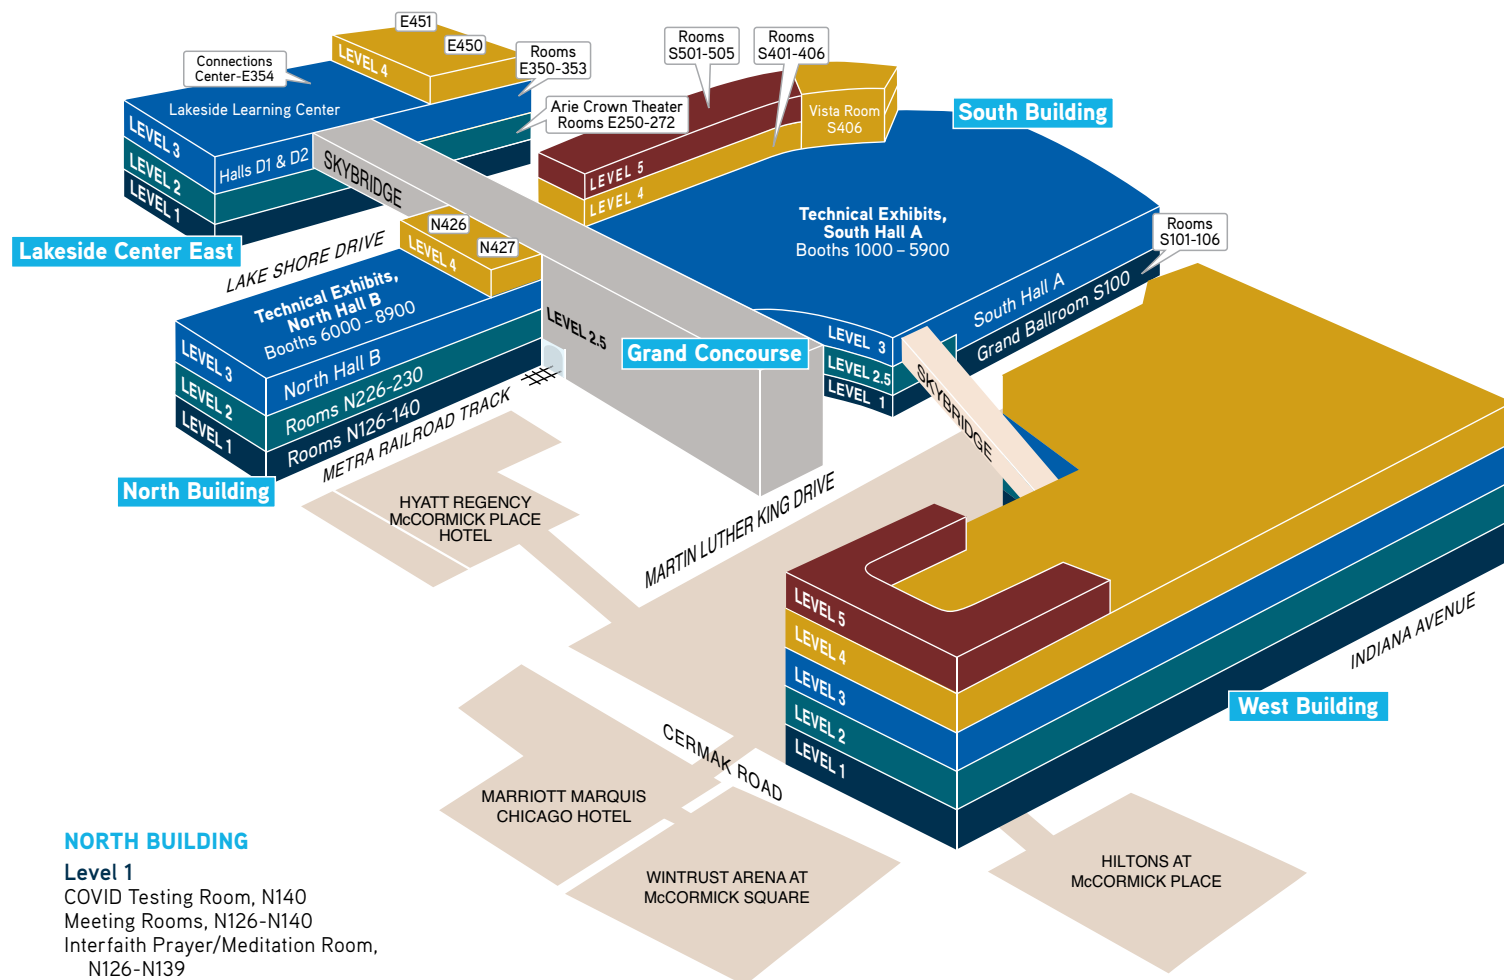 E451
E450
LEVEL 4
Connections
Center-E354
Rooms
E350-353
Lakeside Learning Center
Arie Crown Theater
Rooms E250-272
LEVEL 3
LEVEL 2
LEVEL 1
Halls D1 & D2
SKYBRIDGE
Lakeside Center East
LAKE SHORE DRIVE
Rooms
S501-505
Rooms
S401-406
Vista Room
S406
South Building
LEVEL 5
LEVEL 4
Technical Exhibits,
South Hall A
Booths 1000 – 5900
Rooms
S101-106
South Hall A
Grand Ballroom S100
LEVEL 3
LEVEL 2.5
LEVEL 1
SKYBRIDGE
N426
N427
LEVEL 4
Technical Exhibits,
North Hall B
Booths 6000 – 8900
LEVEL 3
LEVEL 2
LEVEL 1
North Hall B
Rooms N226-230
Rooms N126-140
LEVEL 2.5
Grand Concourse
METRA RAILROAD TRACK
North Building
HYATT REGENCY
McCORMICK PLACE
HOTEL
MARTIN LUTHER KING DRIVE
LEVEL 5
LEVEL 4
LEVEL 3
LEVEL 2
LEVEL 1
INDIANA AVENUE
West Building
CERMAK ROAD
MARRIOTT MARQUIS
CHICAGO HOTEL
WINTRUST ARENA AT
McCORMICK SQUARE
HILTONS AT
McCORMICK PLACE
NORTH BUILDING
Level 1
COVID Testing Room, N140
Meeting Rooms, N126-N140
Interfaith Prayer/Meditation Room,
N126-N139